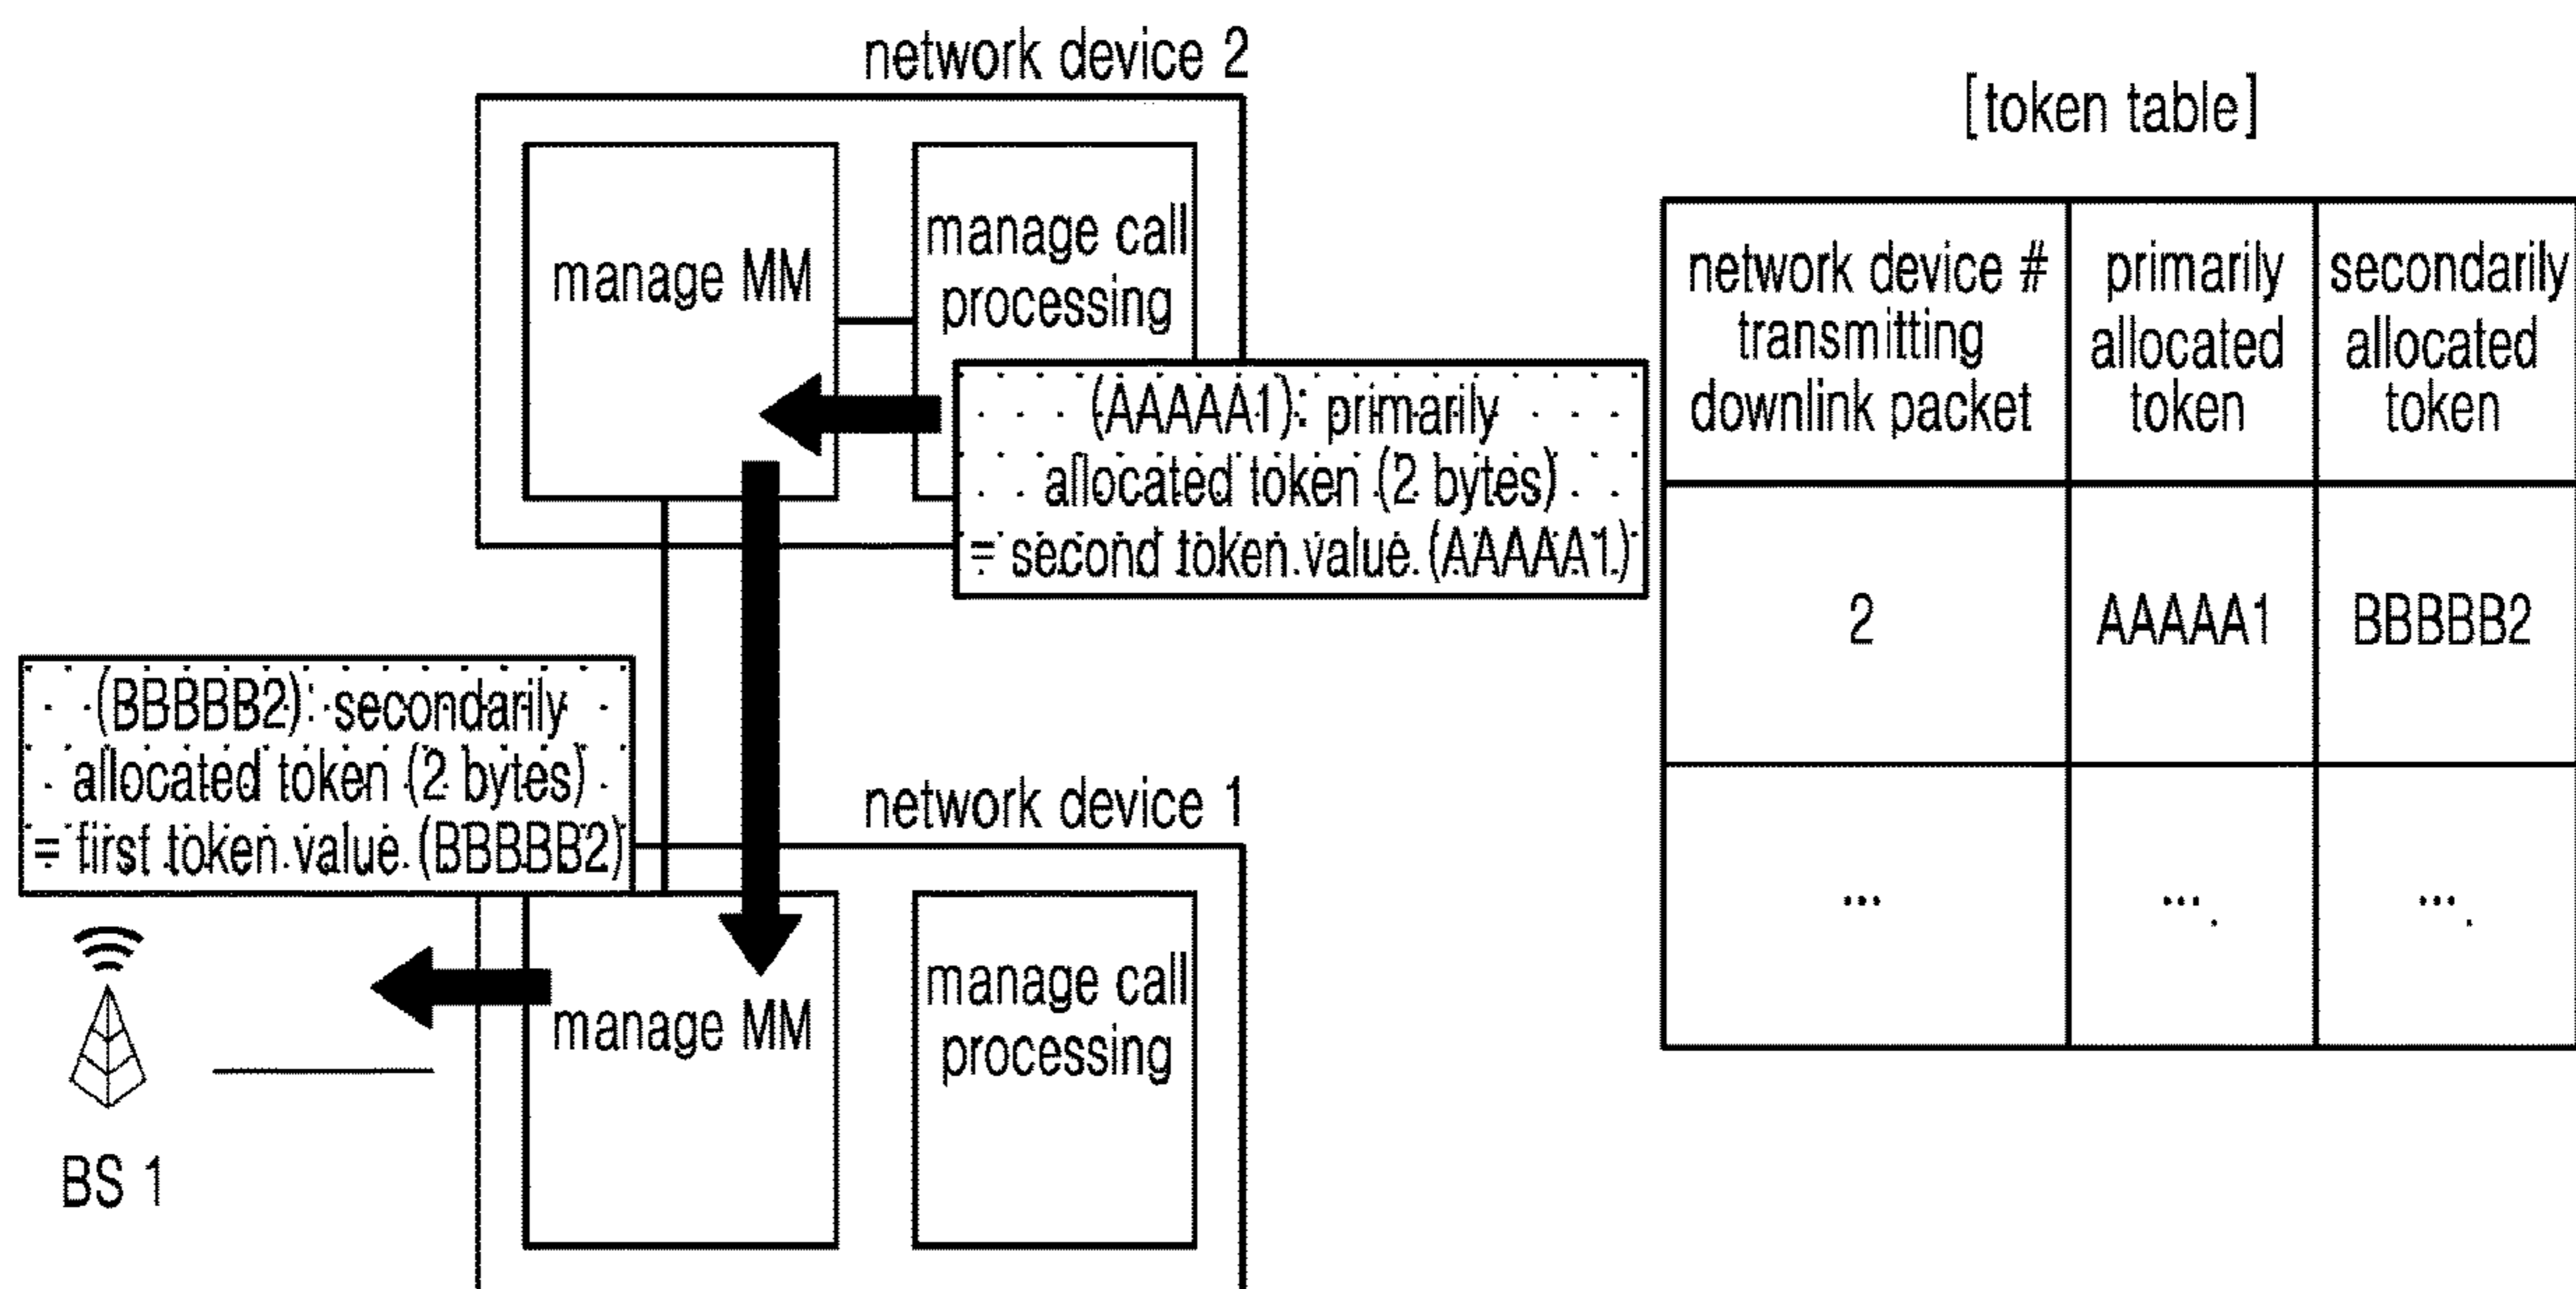 network device 2
manage MM
manage call
processing
(AAAAA1): primarily
allocated token (2 bytes)
= second token value (AAAAA1)
(BBBBB2): secondarily
allocated token (2 bytes)
= first token value (BBBBB2)
network device 1
manage MM
manage call
processing
BS 1
[token table]
network device #
transmitting
downlink packet
primarily
allocated
token
secondarily
allocated
token
2
AAAAA1
BBBBB2
...
....
....